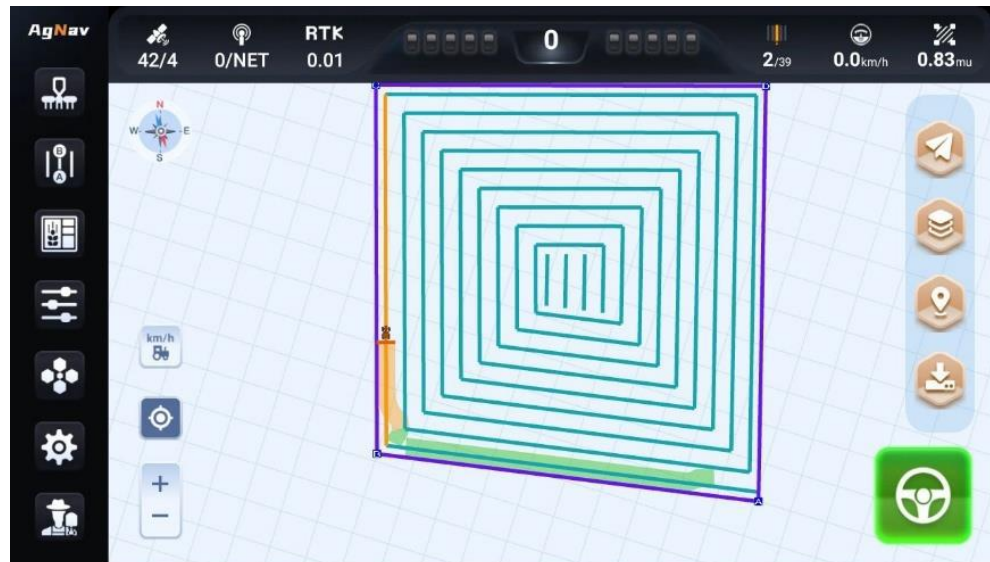 AgNav
42/4
0/NET
RTK
0.01
0
2/39
0.0km/h
0.83mu
N
W
E
S
B
A
km/h
+
−
D
B
A